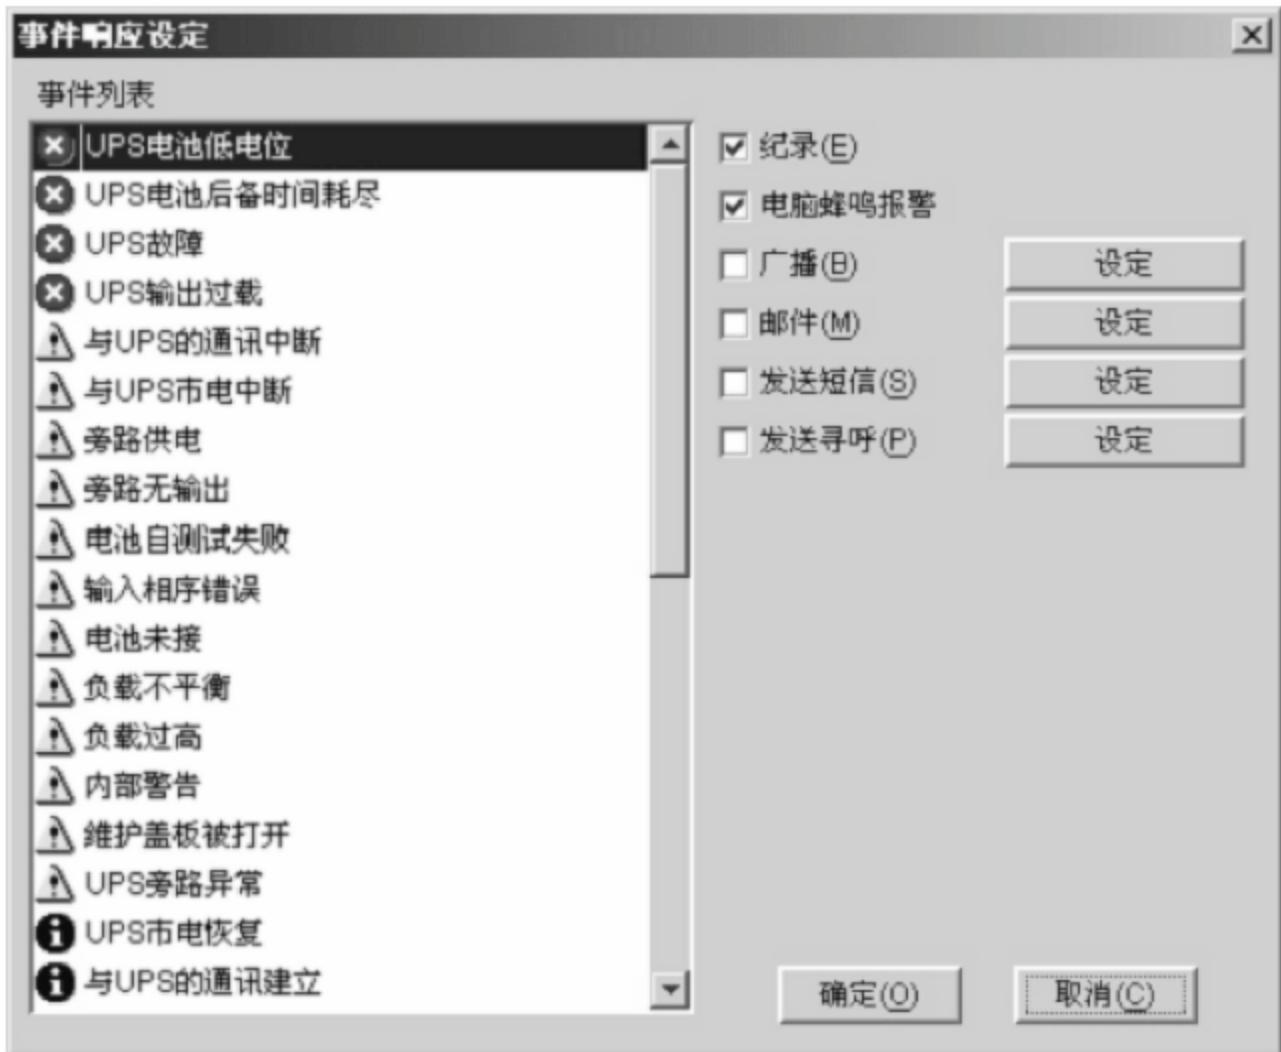 事件响应设定
事件列表
UPS电池低电位
UPS电池后备时间耗尽
UPS故障
UPS输出过载
与UPS的通讯中断
与UPS市电中断
旁路供电
旁路无输出
电池自测试失败
输入相序错误
电池未接
负载不平衡
负载过高
内部警告
维护盖板被打开
UPS旁路异常
UPS市电恢复
与UPS的通讯建立
纪录(E)
电脑蜂鸣报警
广播(B) 设定
邮件(M) 设定
发送短信(S) 设定
发送寻呼(P) 设定
确定(O) 取消(C)